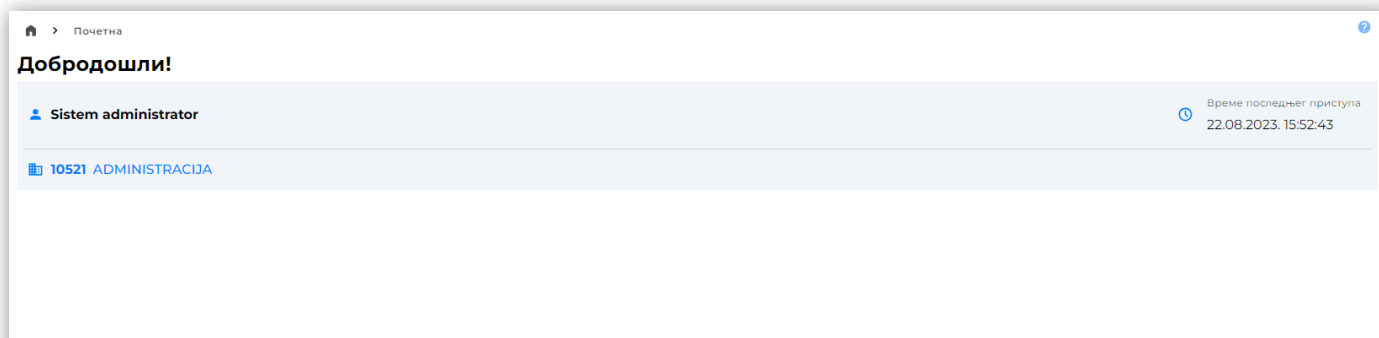 Почетна
Добродошли!
Sistem administrator
Време последњег приступа
22.08.2023. 15:52:43
10521 ADMINISTRACIJA